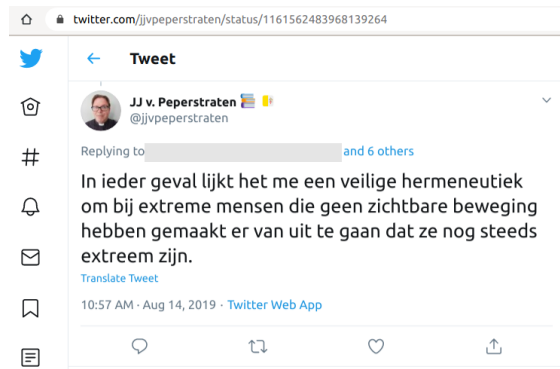 twitter.com/jjvpeperstraten/status/1161562483968139264
Tweet
JJ v. Peperstraten
@jjvpeperstraten
Replying to and 6 others
In ieder geval lijkt het me een veilige hermeneutiek
om bij extreme mensen die geen zichtbare beweging
hebben gemaakt er van uit te gaan dat ze nog steeds
extreem zijn.
Translate Tweet
10:57 AM · Aug 14, 2019 · Twitter Web App